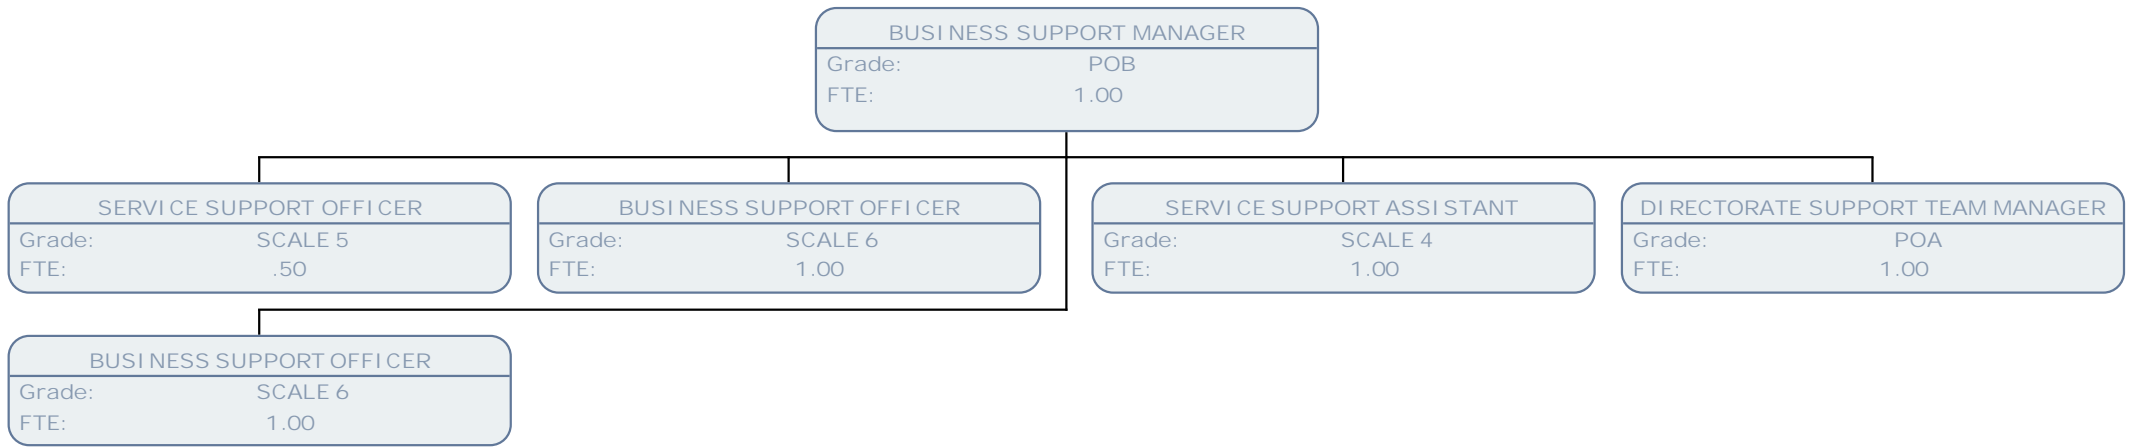 BUSINESS SUPPORT MANAGER
Grade: POB
FTE: 1.00
SERVICE SUPPORT OFFICER
Grade: SCALE 5
FTE: .50
BUSINESS SUPPORT OFFICER
Grade: SCALE 6
FTE: 1.00
SERVICE SUPPORT ASSISTANT
Grade: SCALE 4
FTE: 1.00
DIRECTORATE SUPPORT TEAM MANAGER
Grade: POA
FTE: 1.00
BUSINESS SUPPORT OFFICER
Grade: SCALE 6
FTE: 1.00